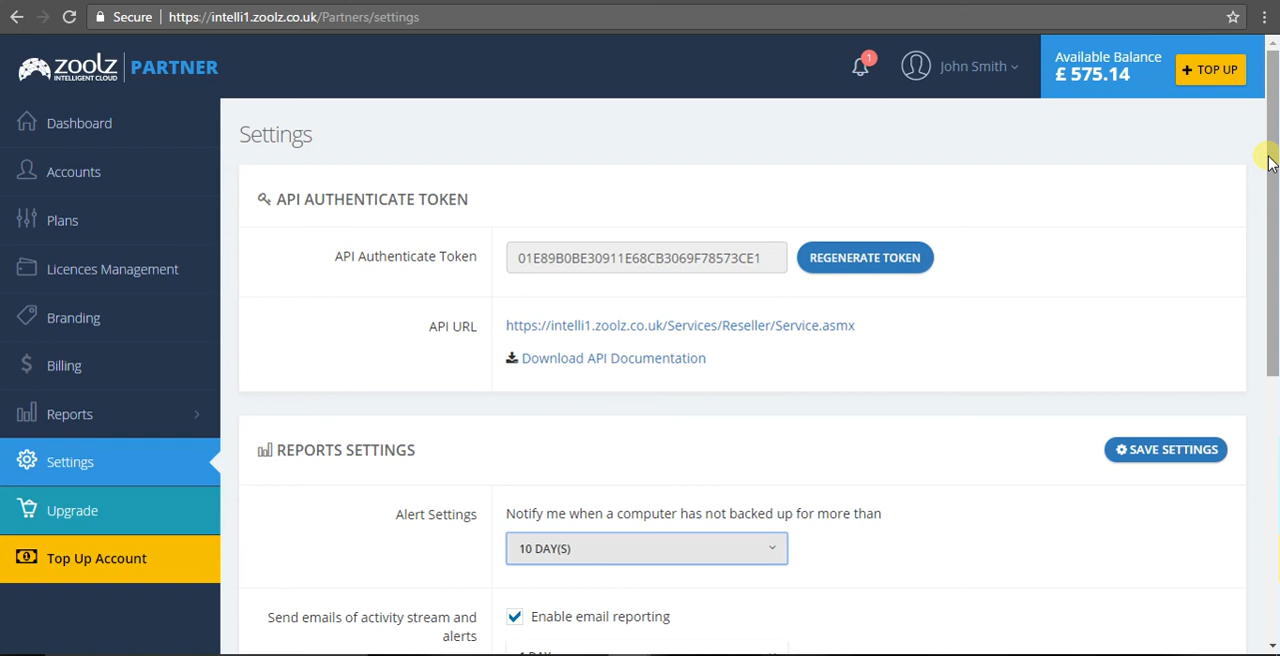 Secure | https://intelli1.zoolz.co.uk/Partners/settings
zoolz INTELLIGENT CLOUD PARTNER
1
John Smith
Available Balance
£ 575.14
+ TOP UP
Dashboard
Accounts
Plans
Licences Management
Branding
Billing
Reports
Settings
Upgrade
Top Up Account
Settings
API AUTHENTICATE TOKEN
API Authenticate Token
01E89B0BE30911E68CB3069F78573CE1
REGENERATE TOKEN
API URL
https://intelli1.zoolz.co.uk/Services/Reseller/Service.asmx
Download API Documentation
REPORTS SETTINGS
SAVE SETTINGS
Alert Settings
Notify me when a computer has not backed up for more than
10 DAY(S)
Send emails of activity stream and
alerts
Enable email reporting